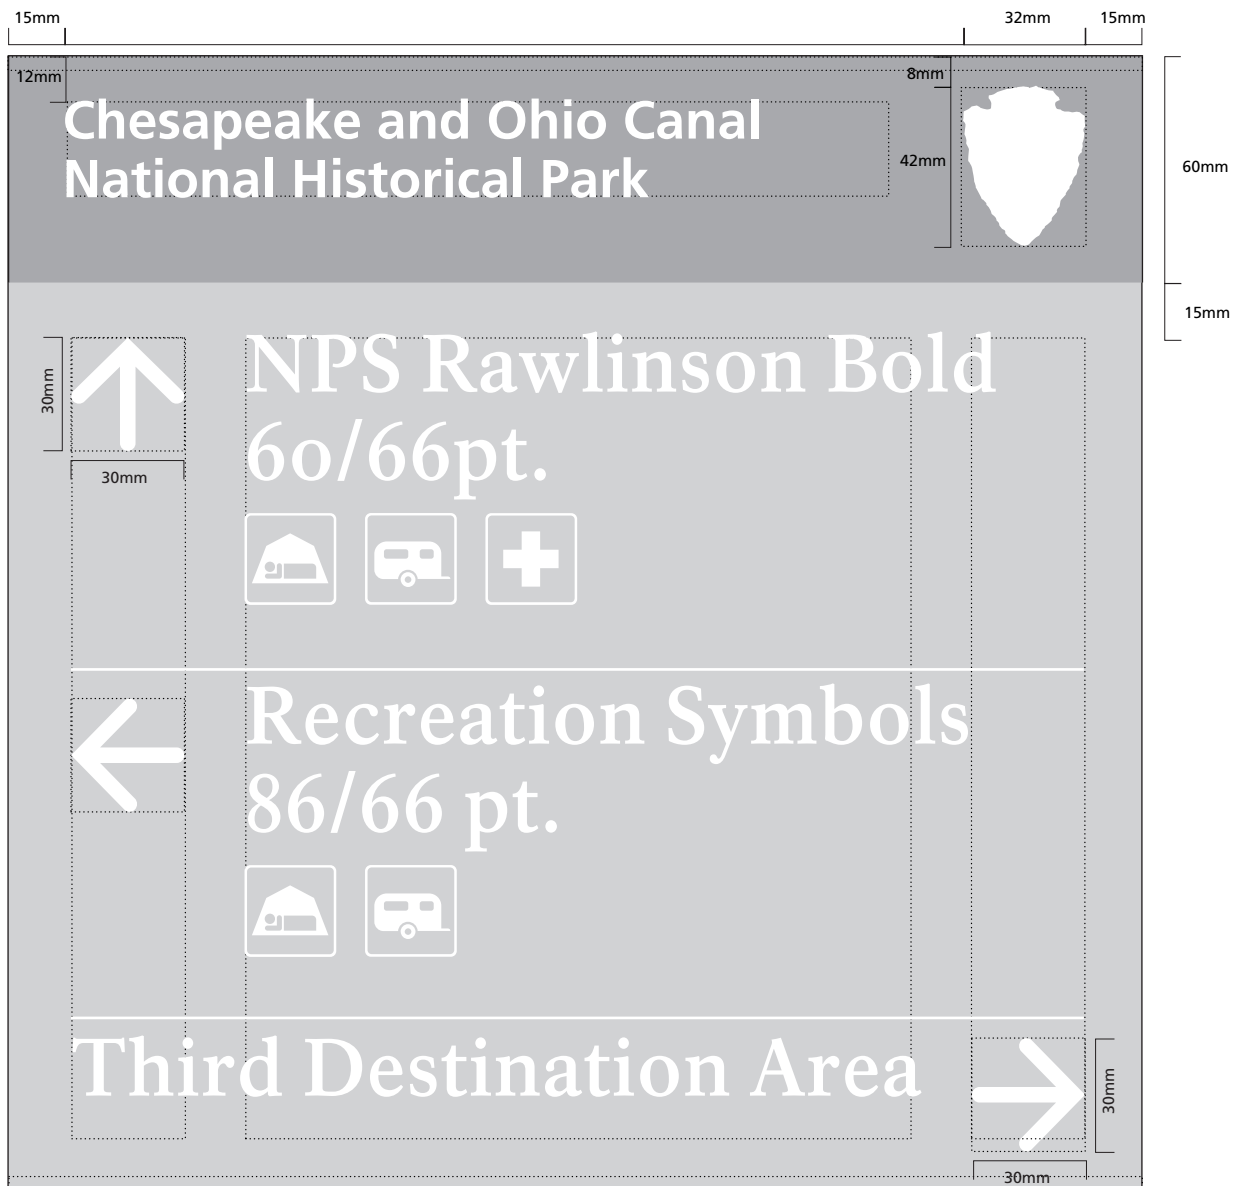 15mm
32mm
15mm
12mm
8mm
Chesapeake and Ohio Canal
National Historical Park
42mm
60mm
15mm
30mm
30mm
NPS Rawlinson Bold
60/66pt.
Recreation Symbols
86/66 pt.
Third Destination Area
30mm
30mm